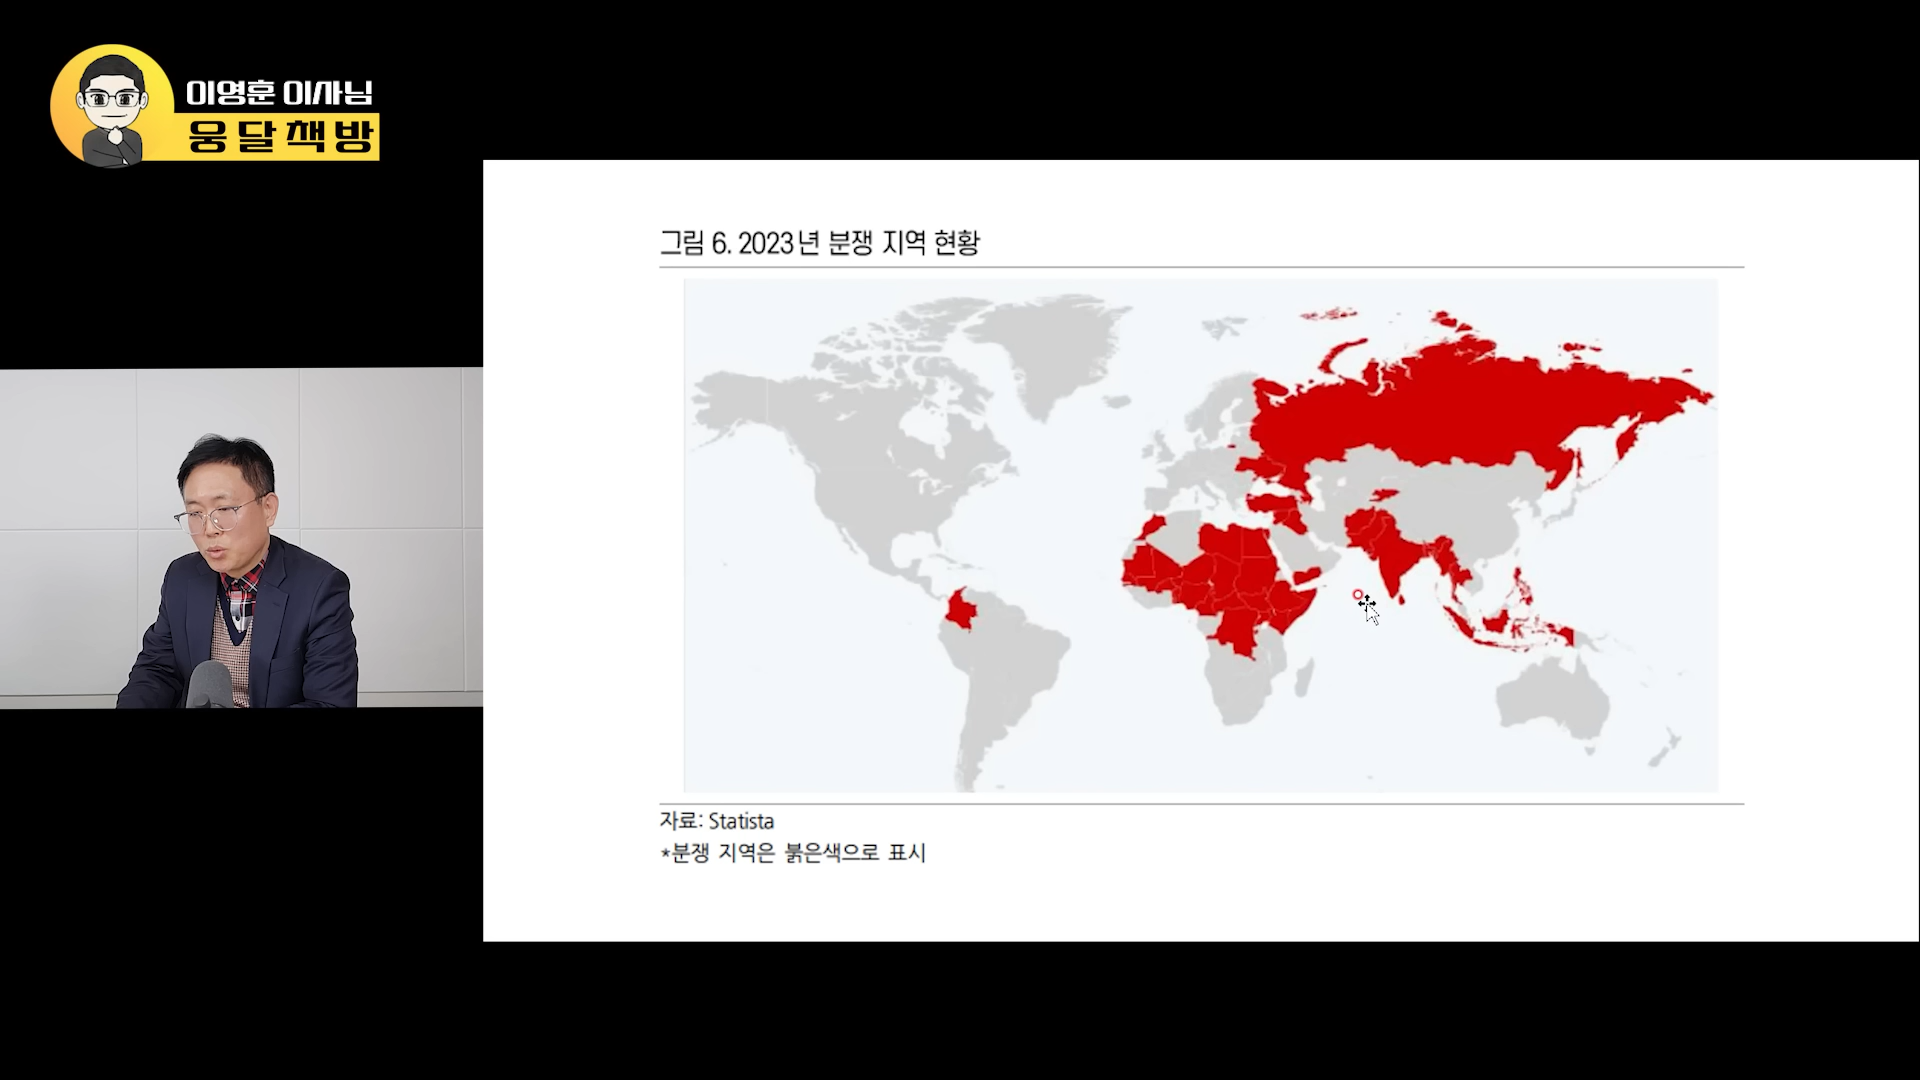 이영훈 이사님
웅달책방
그림 6. 2023년 분쟁 지역 현황
자료: Statista
*분쟁 지역은 붉은색으로 표시